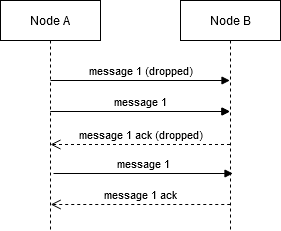 Node A
Node B
message 1 (dropped)
message 1
message 1 ack (dropped)
message 1
message 1 ack